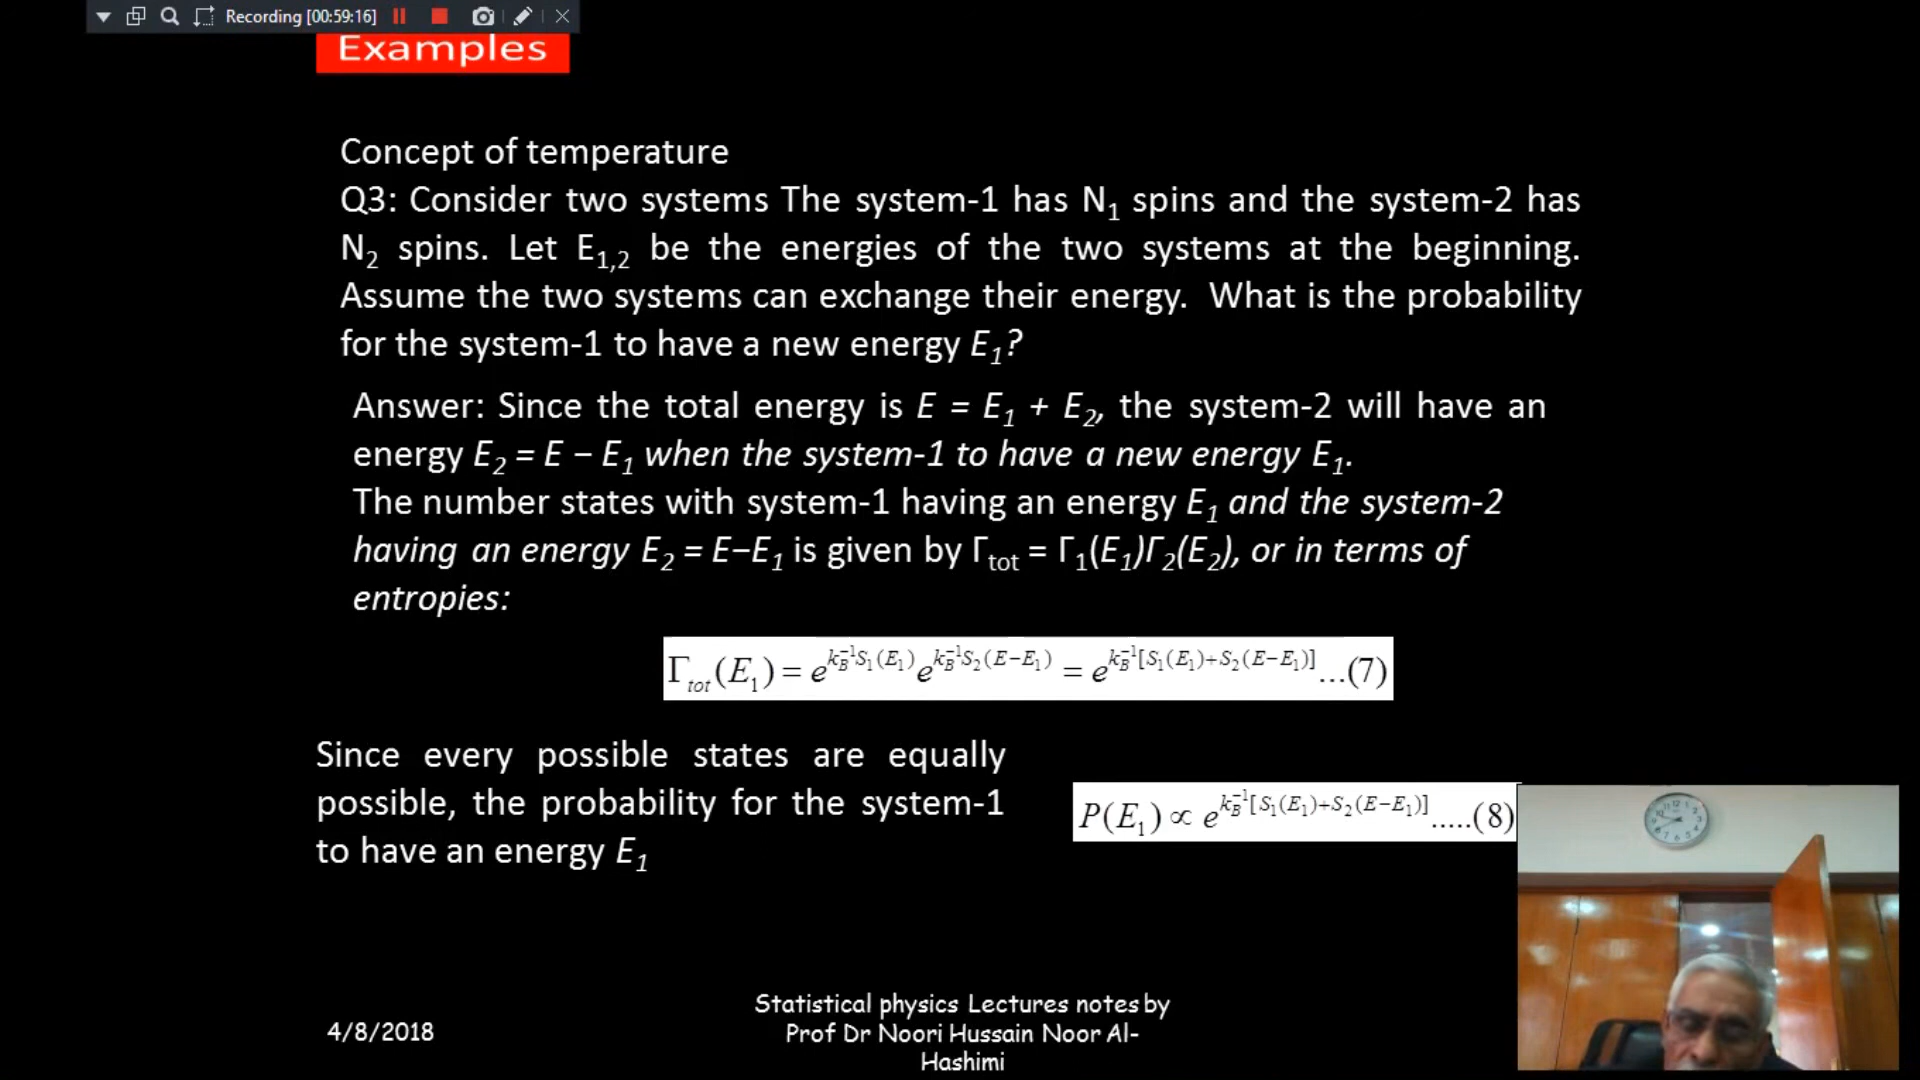 Recording [00:59:16]
Examples
Concept of temperature
Q3: Consider two systems The system-1 has N₁ spins and the system-2 has
N₂ spins. Let E₁,₂ be the energies of the two systems at the beginning.
Assume the two systems can exchange their energy. What is the probability
for the system-1 to have a new energy E₁?
Answer: Since the total energy is E = E₁ + E₂, the system-2 will have an
energy E₂ = E − E₁ when the system-1 to have a new energy E₁.
The number states with system-1 having an energy E₁ and the system-2
having an energy E₂ = E−E₁ is given by Γtot = Γ₁(E₁)Γ₂(E₂), or in terms of
entropies:
Γ_tot(E₁) = e^{k_B^{-1}S₁(E₁)} e^{k_B^{-1}S₂(E−E₁)} = e^{k_B^{-1}[S₁(E₁)+S₂(E−E₁)]}...(7)
Since every possible states are equally
possible, the probability for the system-1
to have an energy E₁
P(E₁) ∝ e^{k_B^{-1}[S₁(E₁)+S₂(E−E₁)]}.....(8)
4/8/2018
Statistical physics Lectures notes by
Prof Dr Noori Hussain Noor Al-
Hashimi